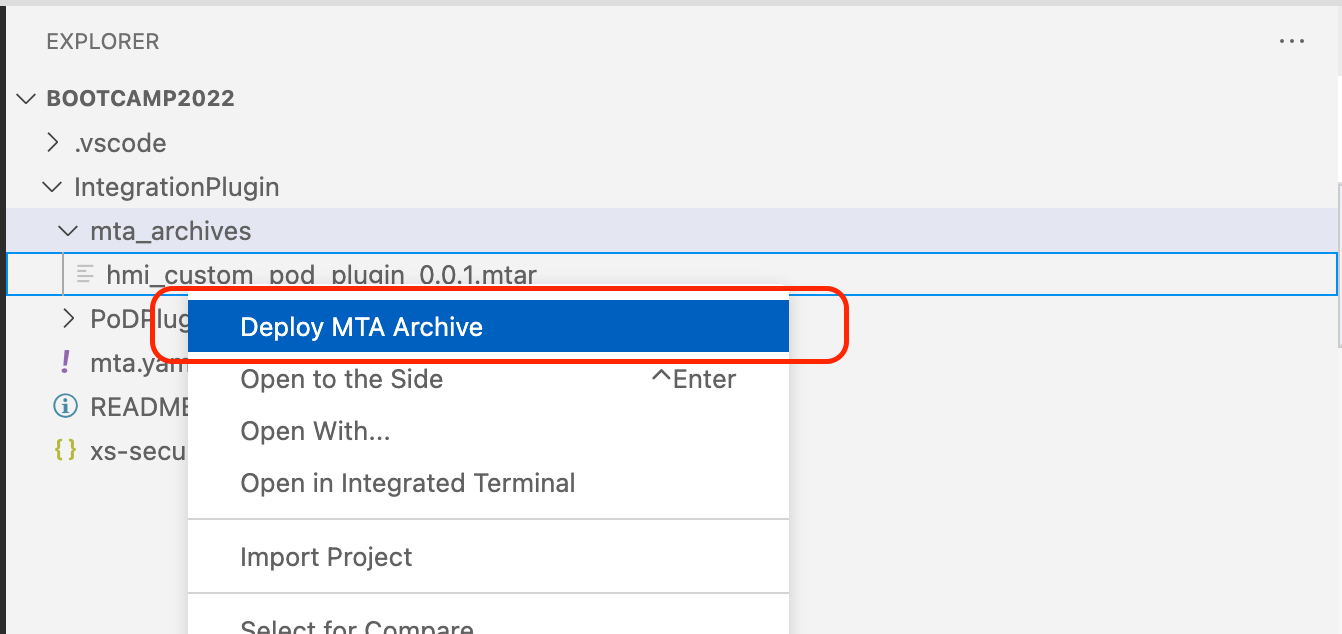 EXPLORER
BOOTCAMP2022
.vscode
IntegrationPlugin
mta_archives
hmi_custom_pod_plugin_0.0.1.mtar
PoDPlug
Deploy MTA Archive
mta.yam
Open to the Side ^Enter
README
Open With...
xs-secu
Open in Integrated Terminal
Import Project
Select for Compare